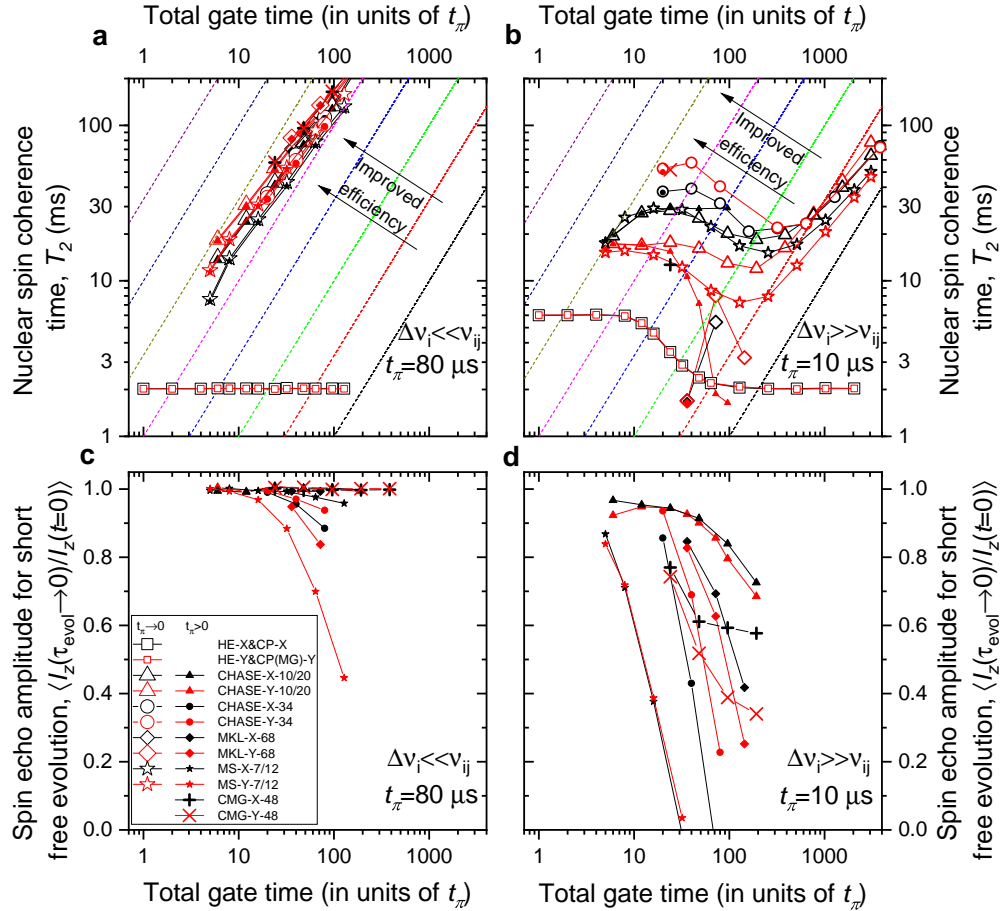 Total gate time (in units of tπ)
Total gate time (in units of tπ)
a
1 10 100 1000
b
1 10 100 1000
Nuclear spin coherence
time, T2 (ms)
100
30
10
3
1
Improved
efficiency
Δνi<<νij
tπ=80 μs
Improved
efficiency
Δνi>>νij
tπ=10 μs
100
30
10
3
1
Nuclear spin coherence
time, T2 (ms)
c
d
Spin echo amplitude for short
free evolution, ⟨Iz(τevol→0)/Iz(t=0)⟩
1.0
0.8
0.6
0.4
0.2
0.0
tπ→0 tπ>0
HE-X&CP-X
HE-Y&CP(MG)-Y
CHASE-X-10/20
CHASE-Y-10/20
CHASE-X-34
CHASE-Y-34
MKL-X-68
MKL-Y-68
MS-X-7/12
MS-Y-7/12
CMG-X-48
CMG-Y-48
Δνi<<νij
tπ=80 μs
Δνi>>νij
tπ=10 μs
1.0
0.8
0.6
0.4
0.2
0.0
Spin echo amplitude for short
free evolution, ⟨Iz(τevol→0)/Iz(t=0)⟩
1 10 100 1000
1 10 100 1000
Total gate time (in units of tπ)
Total gate time (in units of tπ)